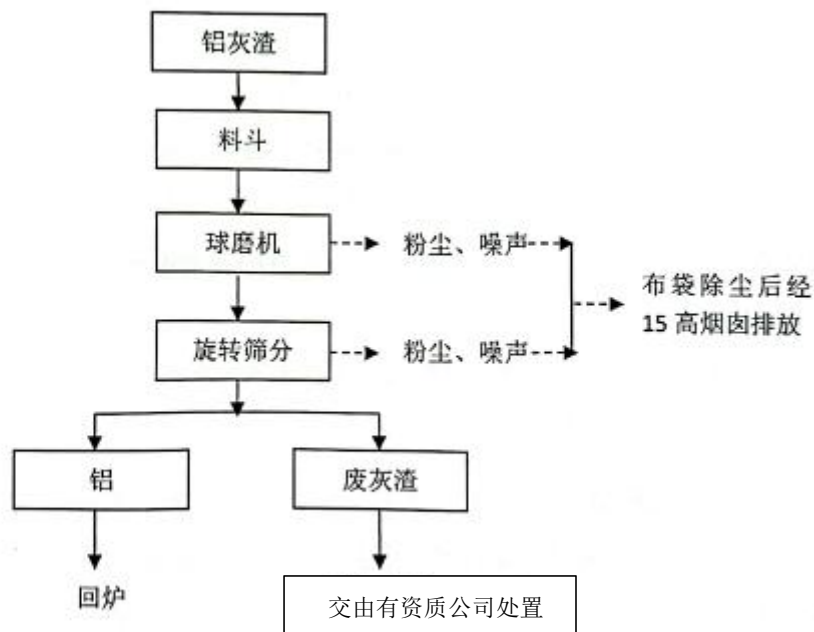 铝灰渣
料斗
球磨机
粉尘、噪声
布袋除尘后经
15高烟囱排放
旋转筛分
粉尘、噪声
铝
废灰渣
回炉
交由有资质公司处置